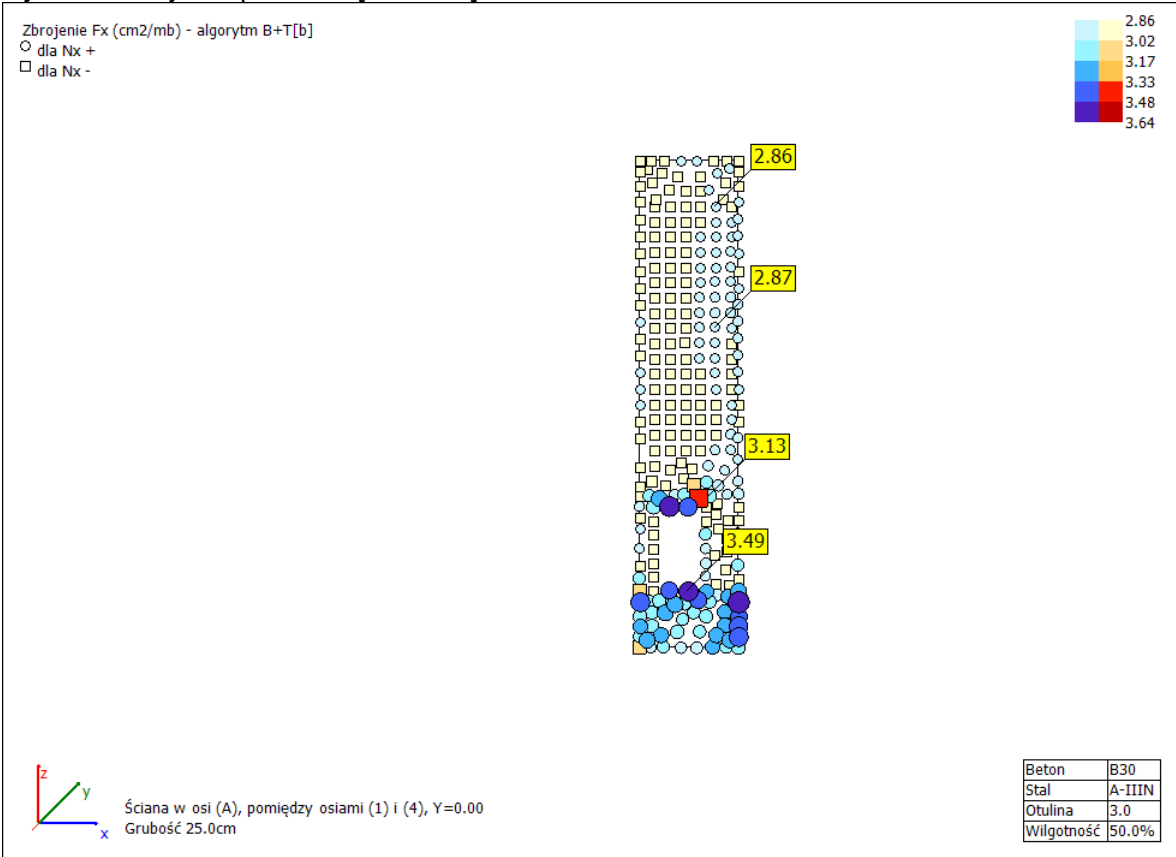 Zbrojenie Fx (cm2/mb) - algorytm B+T[b]
dla Nx +
dla Nx -
2.86
3.02
3.17
3.33
3.48
3.64
2.86
2.87
3.13
3.49
z
y
x
Ściana w osi (A), pomiędzy osiami (1) i (4), Y=0.00
Grubość 25.0cm
Beton B30
Stal A-IIIN
Otulina 3.0
Wilgotność 50.0%